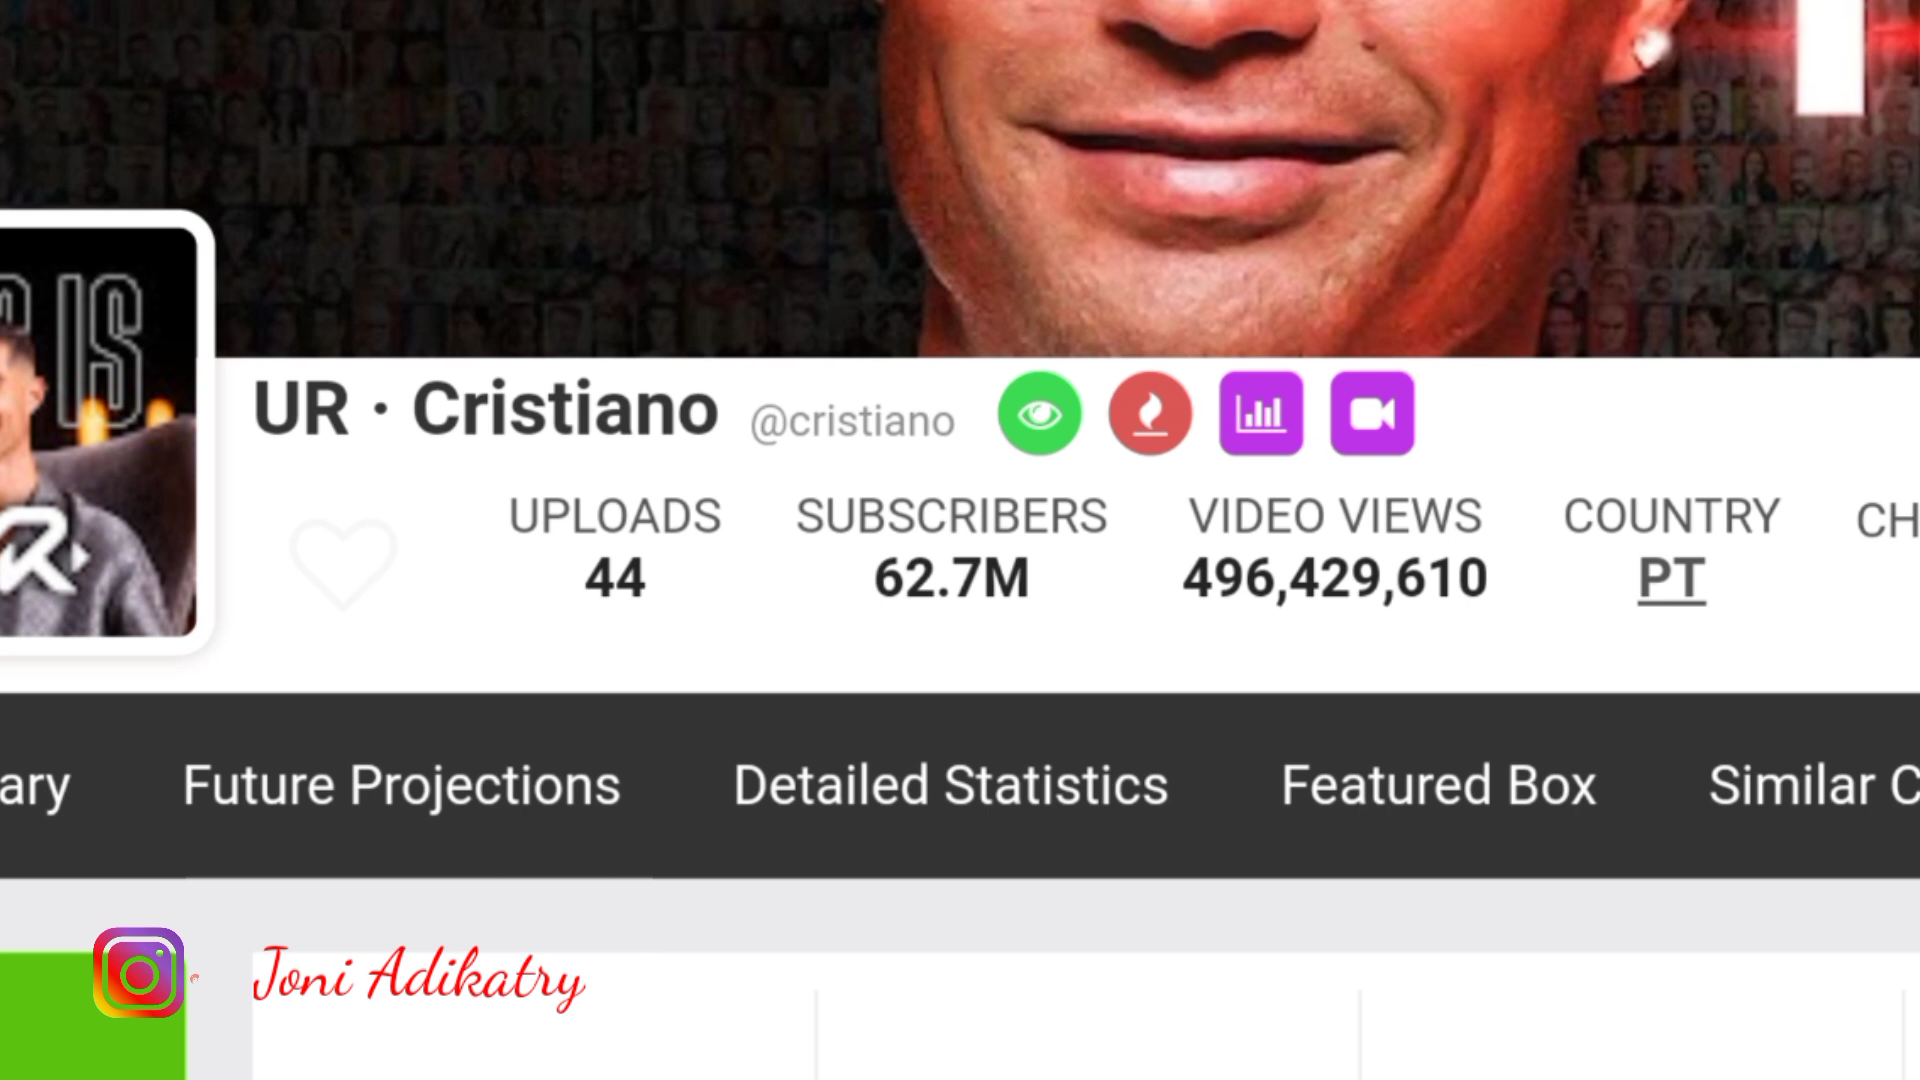 IS
UR · Cristiano @cristiano
UPLOADS SUBSCRIBERS VIDEO VIEWS COUNTRY CH
44 62.7M 496,429,610 PT
ary Future Projections Detailed Statistics Featured Box Similar C
Joni Adikatry